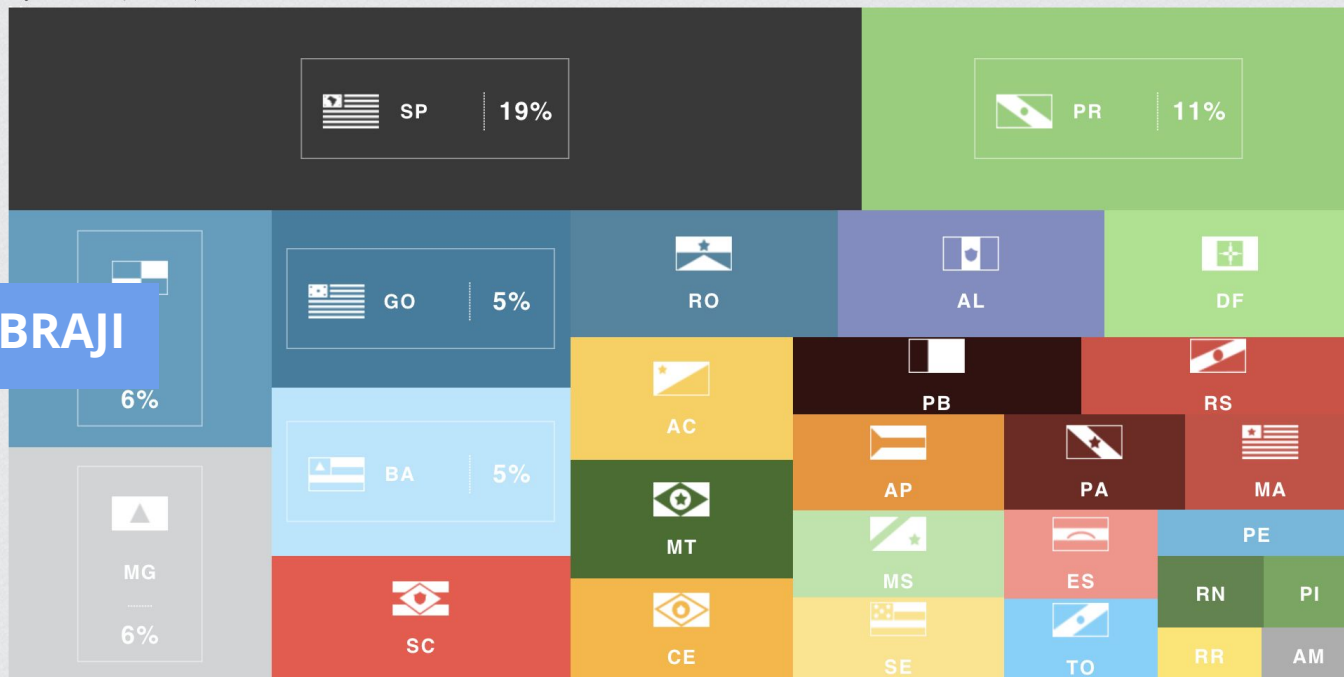 SP 19%
PR 11%
BRAJI
6%
GO 5%
RO
AL
DF
BA 5%
AC
PB
RS
MG
6%
MT
AP
PA
MA
SC
CE
MS
ES
PE
RN
PI
SE
TO
RR
AM